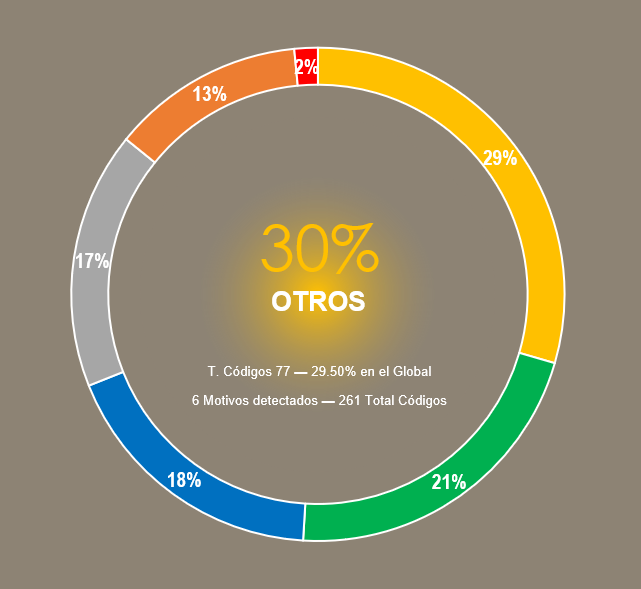 2%
13%
29%
30%
17%
OTROS
T. Códigos 77 — 29.50% en el Global
6 Motivos detectados — 261 Total Códigos
18%
21%